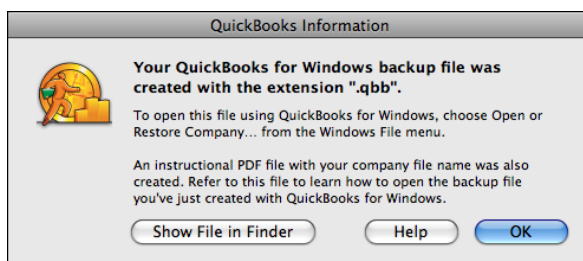 QuickBooks Information
Your QuickBooks for Windows backup file was
created with the extension ".qbb".
To open this file using QuickBooks for Windows, choose Open or
Restore Company... from the Windows File menu.
An instructional PDF file with your company file name was also
created. Refer to this file to learn how to open the backup file
you've just created with QuickBooks for Windows.
Show File in Finder
Help
OK